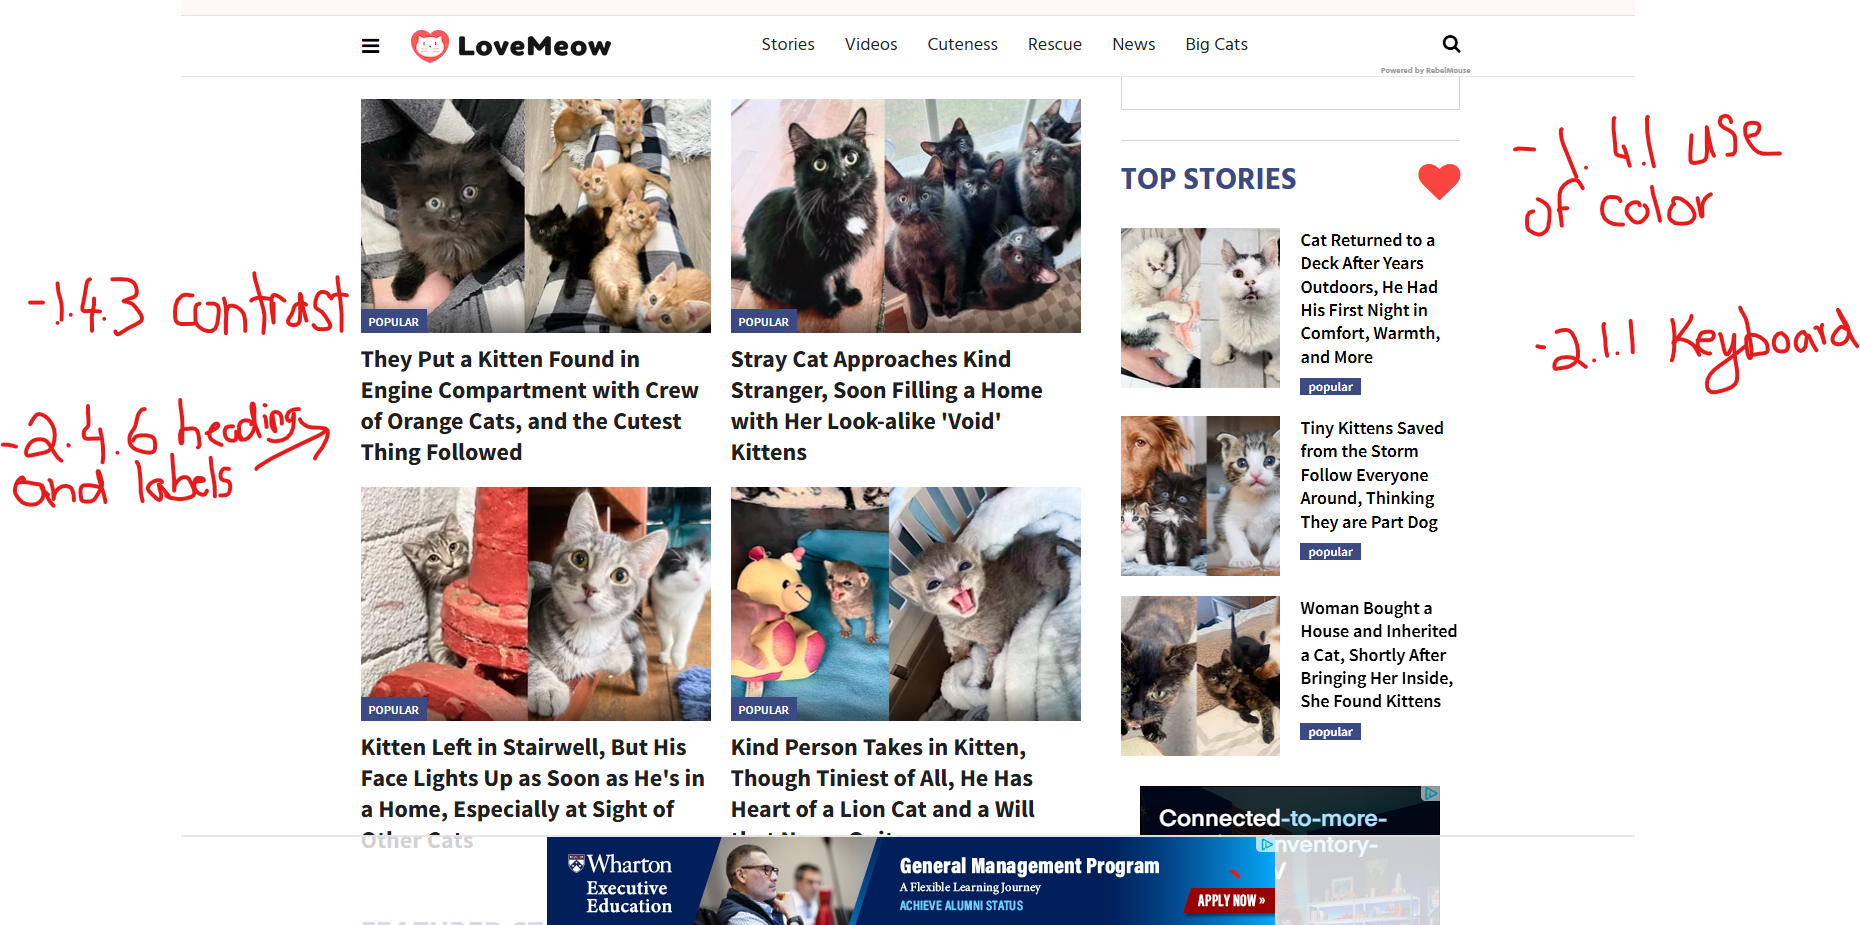 LoveMeow
Stories Videos Cuteness Rescue News Big Cats
Powered by RebelMouse
POPULAR
They Put a Kitten Found in
Engine Compartment with Crew
of Orange Cats, and the Cutest
Thing Followed
POPULAR
Stray Cat Approaches Kind
Stranger, Soon Filling a Home
with Her Look-alike 'Void'
Kittens
POPULAR
Kitten Left in Stairwell, But His
Face Lights Up as Soon as He's in
a Home, Especially at Sight of
Other Cats
POPULAR
Kind Person Takes in Kitten,
Though Tiniest of All, He Has
Heart of a Lion Cat and a Will
TOP STORIES
Cat Returned to a
Deck After Years
Outdoors, He Had
His First Night in
Comfort, Warmth,
and More
popular
Tiny Kittens Saved
from the Storm
Follow Everyone
Around, Thinking
They are Part Dog
popular
Woman Bought a
House and Inherited
a Cat, Shortly After
Bringing Her Inside,
She Found Kittens
popular
Connected-to-more-
inventory-
Wharton
Executive
Education
General Management Program
A Flexible Learning Journey
ACHIEVE ALUMNI STATUS
APPLY NOW »
FEATURED ST
-1.4.3 contrast
-2.4.6 headings
and labels
-1.4.1 use
of color
-2.1.1 Keyboard